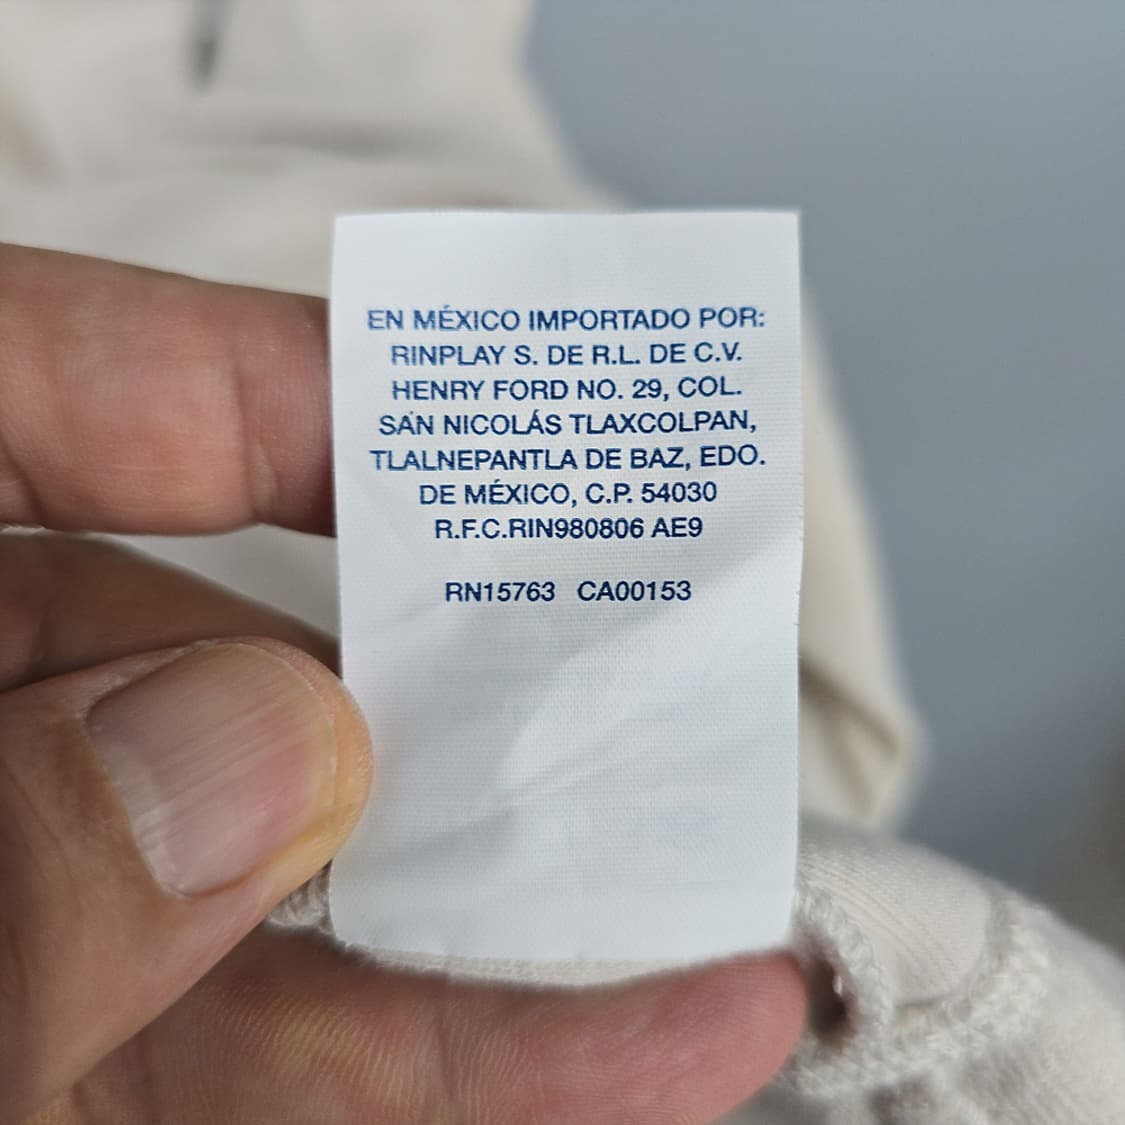 EN MÉXICO IMPORTADO POR:
RINPLAY S. DE R.L. DE C.V.
HENRY FORD NO. 29, COL.
SAN NICOLÁS TLAXCOLPAN,
TLALNEPANTLA DE BAZ, EDO.
DE MÉXICO, C.P. 54030
R.F.C.RIN980806 AE9
RN15763 CA00153